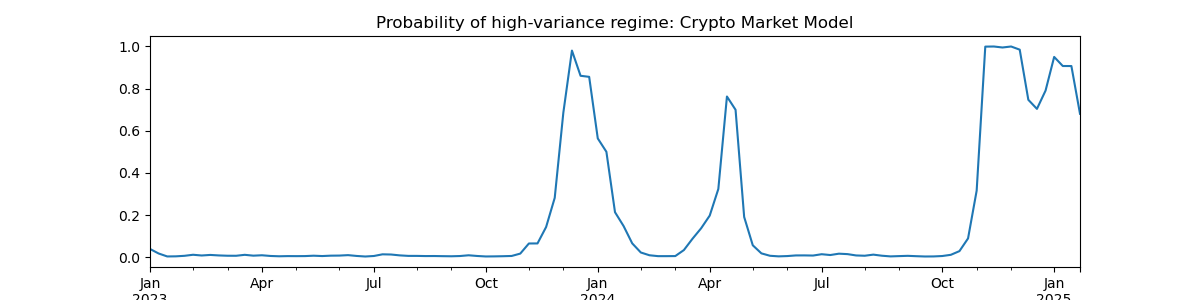 Probability of high-variance regime: Crypto Market Model
1.0
0.8
0.6
0.4
0.2
0.0
Jan Apr Jul Oct Jan Apr Jul Oct Jan
2023 2024 2025